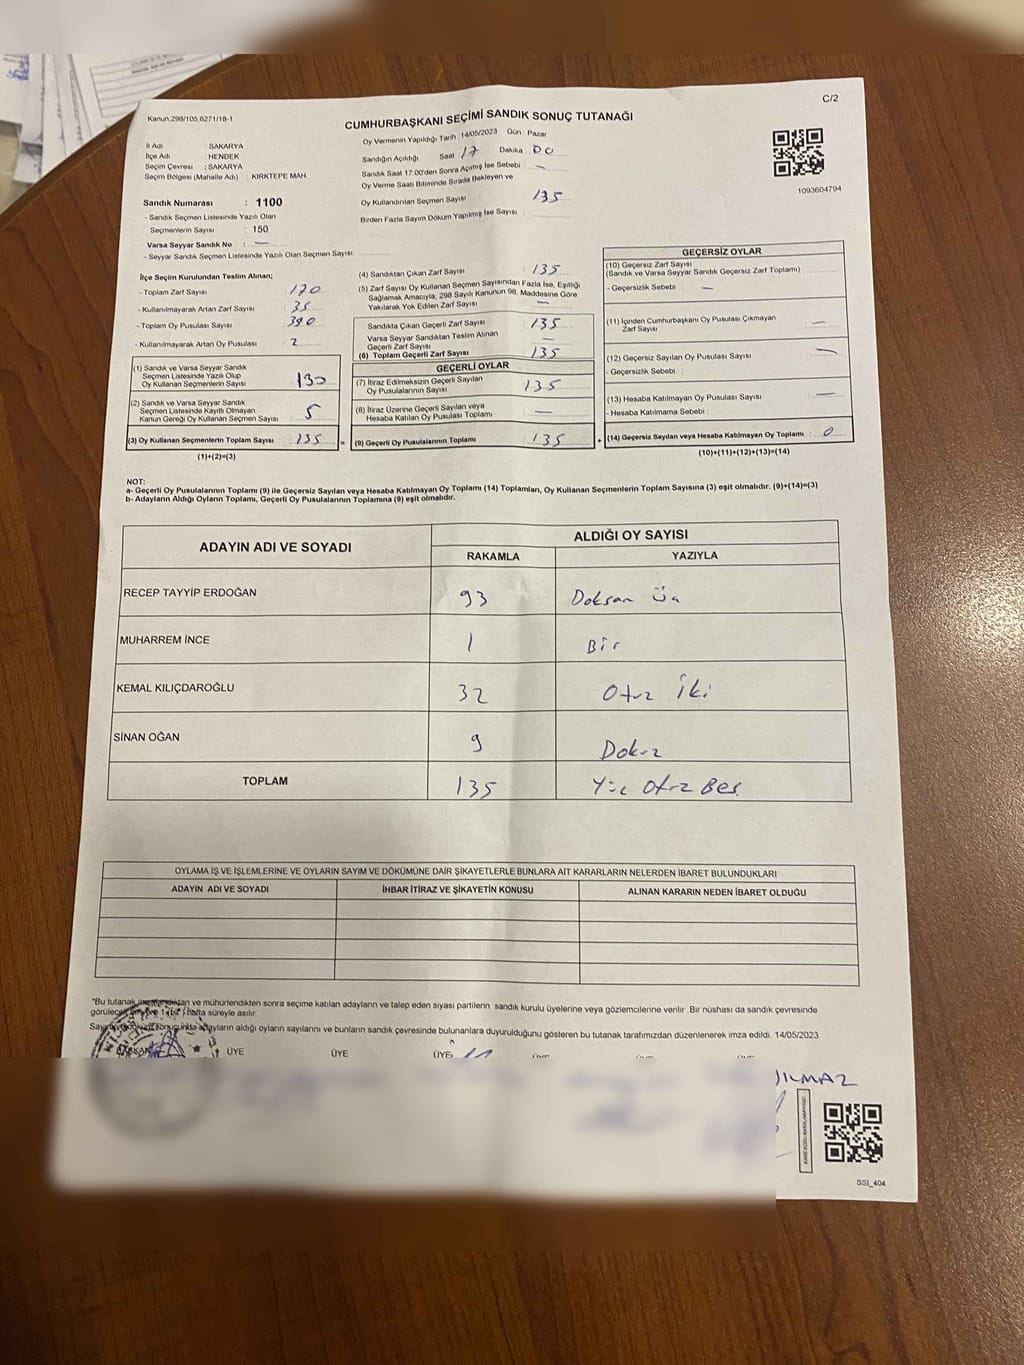 C/2
Kanun,298/105,6271/18-1
CUMHURBAŞKANI SEÇİMİ SANDIK SONUÇ TUTANAĞI
İl Adı : SAKARYA
İlçe Adı : HENDEK
Seçim Çevresi : SAKARYA
Seçim Bölgesi (Mahalle Adı) : KIRKTEPE MAH
Oy Vermenin Yapıldığı Tarih : 14/05/2023 Gün : Pazar
Sandığın Açıldığı Saat 17 Dakika : 00
Sandık Saat 17.00'den Sonra Açımış İse Sebebi : —
Oy Verme Saati Bitiminde Sırada Bekleyen ve
Oy Kullandırılan Seçmen Sayısı 135
Birden Fazla Sayım Döküm Yapılmış İse Sayısı :
1093604794
Sandık Numarası : 1100
- Sandık Seçmen Listesinde Yazılı Olan
Seçmenlerin Sayısı : 150
Varsa Seyyar Sandık No : —
- Seyyar Sandık Seçmen Listesinde Yazılı Olan Seçmen Sayısı:
İlçe Seçim Kurulundan Teslim Alınan;
- Toplam Zarf Sayısı : 170
- Kullanılmayarak Artan Zarf Sayısı : 35
- Toplam Oy Pusulası Sayısı 390
- Kullanılmayarak Artan Oy Pusulası : 2
(1) Sandık ve Varsa Seyyar Sandık
Seçmen Listesinde Yazılı Olup
Oy Kullanan Seçmenlerin Sayısı 130
(2) Sandık ve Varsa Seyyar Sandık
Seçmen Listesinde Kayıtlı Olmayan
Kanun Gereği Oy Kullanan Seçmen Sayısı 5
(3) Oy Kullanan Seçmenlerin Toplam Sayısı : 135 =
(1)+(2)=(3)
(4) Sandıktan Çıkan Zarf Sayısı : 135
(5) Zarf Sayısı Oy Kullanan Seçmen Sayısından Fazla İse, Eşitliği
Sağlamak Amacıyla, 298 Sayılı Kanunun 98. Maddesine Göre
Yakılarak Yok Edilen Zarf Sayısı : —
Sandıkta Çıkan Geçerli Zarf Sayısı : 135
Varsa Seyyar Sandıktan Teslim Alınan
Geçerli Zarf Sayısı : —
(6) Toplam Geçerli Zarf Sayısı : 135
GEÇERLİ OYLAR
(7) İtiraz Edilmeksizin Geçerli Sayılan
Oy Pusulalarının Sayısı : 135
(8) İtiraz Üzerine Geçerli Sayılan veya
Hesaba Katılan Oy Pusulası Toplamı : —
(9) Geçerli Oy Pusulalarının Toplamı : 135 +
GEÇERSİZ OYLAR
(10) Geçersiz Zarf Sayısı
(Sandık ve Varsa Seyyar Sandık Geçersiz Zarf Toplamı)
- Geçersizlik Sebebi : —
(11) İçinden Cumhurbaşkanı Oy Pusulası Çıkmayan
Zarf Sayısı —
(12) Geçersiz Sayılan Oy Pusulası Sayısı —
- Geçersizlik Sebebi :
(13) Hesaba Katılmayan Oy Pusulası Sayısı —
- Hesaba Katılmama Sebebi :
(14) Geçersiz Sayılan veya Hesaba Katılmayan Oy Toplamı : 0
(10)+(11)+(12)+(13)=(14)
NOT:
a- Geçerli Oy Pusulalarının Toplamı (9) ile Geçersiz Sayılan veya Hesaba Katılmayan Oy Toplamı (14) Toplamları, Oy Kullanan Seçmenlerin Toplam Sayısına (3) eşit olmalıdır. (9)+(14)=(3)
b- Adayların Aldığı Oyların Toplamı, Geçerli Oy Pusulalarının Toplamına (9) eşit olmalıdır.
ADAYIN ADI VE SOYADI ALDIĞI OY SAYISI
RAKAMLA YAZIYLA
RECEP TAYYİP ERDOĞAN 93 Doksan Üç
MUHARREM İNCE 1 Bir
KEMAL KILIÇDAROĞLU 32 Otuz İki
SİNAN OĞAN 9 Dokuz
TOPLAM 135 Yüz Otuz Beş
OYLAMA İŞ VE İŞLEMLERİNE VE OYLARIN SAYIM VE DÖKÜMÜNE DAİR ŞİKAYETLERLE BUNLARA AİT KARARLARIN NELERDEN İBARET BULUNDUKLARI
ADAYIN ADI VE SOYADI İHBAR İTİRAZ VE ŞİKAYETİN KONUSU ALINAN KARARIN NEDEN İBARET OLDUĞU
"Bu tutanak imzalandıktan ve mühürlendikten sonra seçime katılan adayların ve talep eden siyasi partilerin sandık kurulu üyelerine veya gözlemcilerine verilir. Bir nüshası da sandık çevresinde
görülecek bir yere 1 (bir) hafta süreyle asılır.
Sayım döküm sonucunda adayların aldığı oyların sayılarını ve bunların sandık çevresinde bulunanlara duyurulduğunu gösteren bu tutanak tarafımızdan düzenlenerek imza edildi. 14/05/2023
BAŞKAN ÜYE ÜYE ÜYE
ILMAZ
SSI_404